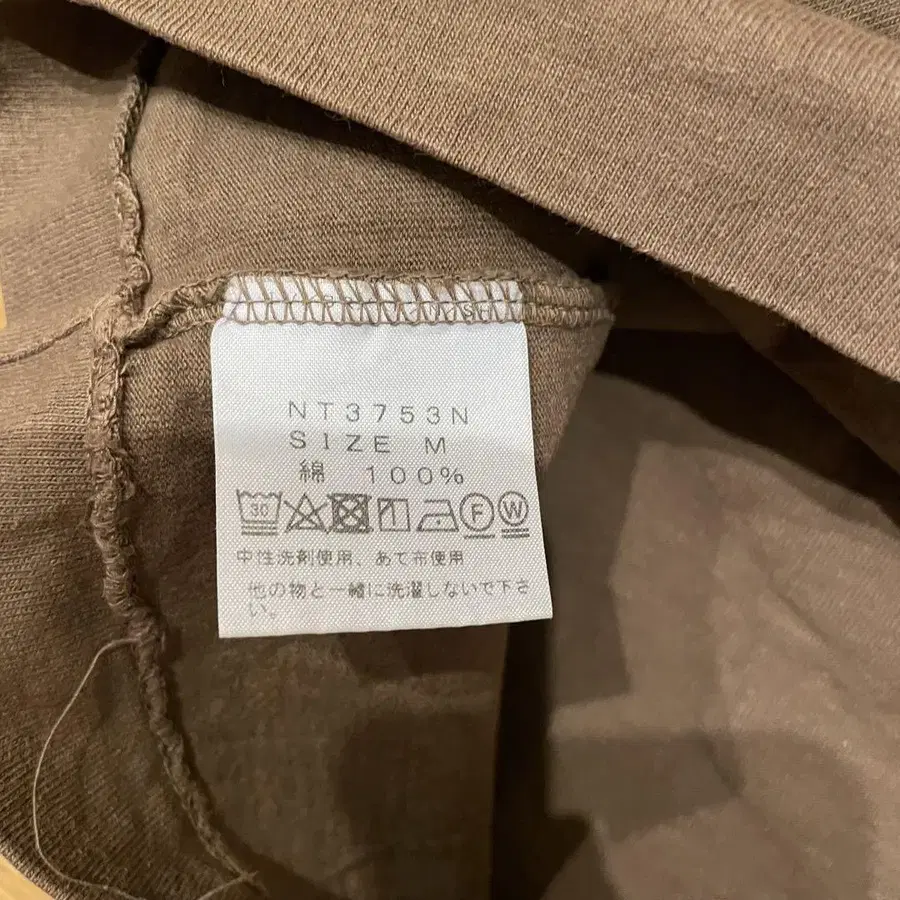 NT3753N
SIZE M
綿 100%
30 F W
中性洗剤使用、あて布使用
他の物と一緒に洗濯しないで下さ
い。